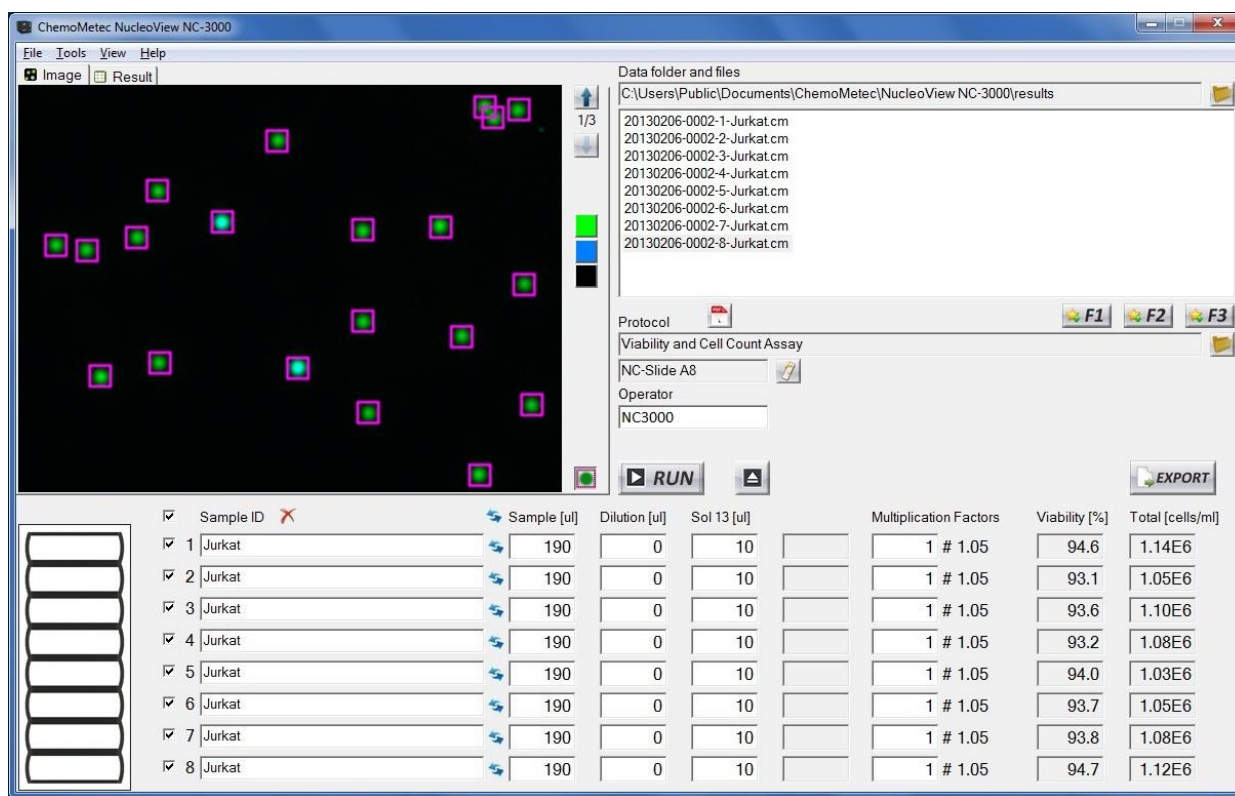 ChemoMetec NucleoView NC-3000
File Tools View Help
Image Result
1/3
Data folder and files
C:\Users\Public\Documents\ChemoMetec\NucleoView NC-3000\results
20130206-0002-1-Jurkat.cm
20130206-0002-2-Jurkat.cm
20130206-0002-3-Jurkat.cm
20130206-0002-4-Jurkat.cm
20130206-0002-5-Jurkat.cm
20130206-0002-6-Jurkat.cm
20130206-0002-7-Jurkat.cm
20130206-0002-8-Jurkat.cm
Protocol F1 F2 F3
Viability and Cell Count Assay
NC-Slide A8
Operator
NC3000
RUN EXPORT
Sample ID Sample [ul] Dilution [ul] Sol 13 [ul] Multiplication Factors Viability [%] Total [cells/ml]
1 Jurkat 190 0 10 1 # 1.05 94.6 1.14E6
2 Jurkat 190 0 10 1 # 1.05 93.1 1.05E6
3 Jurkat 190 0 10 1 # 1.05 93.6 1.10E6
4 Jurkat 190 0 10 1 # 1.05 93.2 1.08E6
5 Jurkat 190 0 10 1 # 1.05 94.0 1.03E6
6 Jurkat 190 0 10 1 # 1.05 93.7 1.05E6
7 Jurkat 190 0 10 1 # 1.05 93.8 1.08E6
8 Jurkat 190 0 10 1 # 1.05 94.7 1.12E6